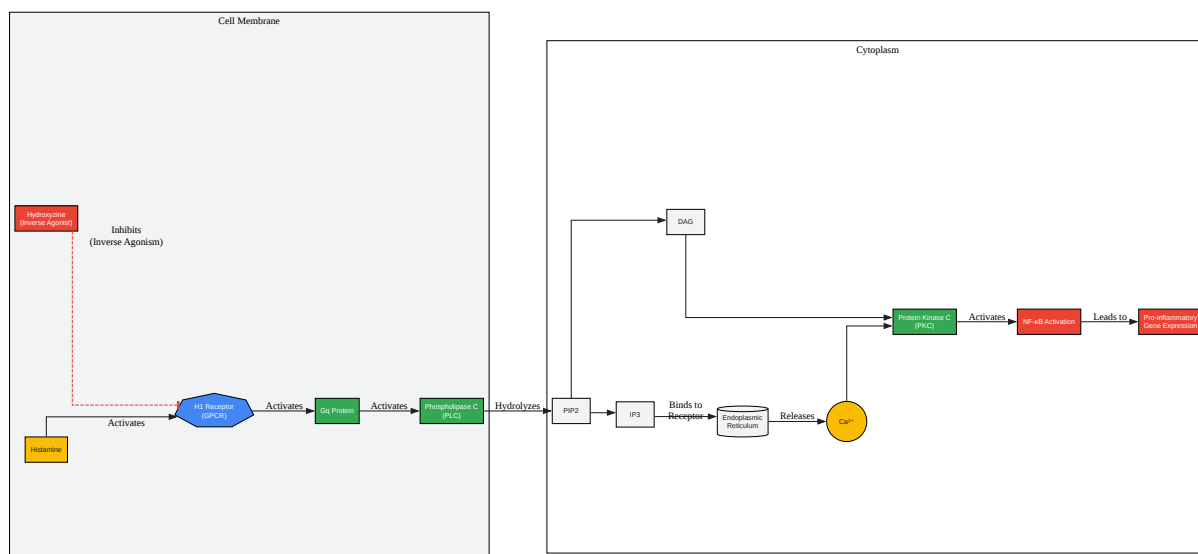 Cell Membrane
Cytoplasm
Hydroxyzine
(Inverse Agonist)
Inhibits
(Inverse Agonism)
DAG
Protein Kinase C
(PKC)
Activates
NF-κB Activation
Leads to
Pro-inflammatory
Gene Expression
H1 Receptor
(GPCR)
Activates
Gq Protein
Activates
Phospholipase C
(PLC)
Hydrolyzes
PIP2
IP3
Binds to
Receptor
Endoplasmic
Reticulum
Releases
Ca²⁺
Activates
Histamine